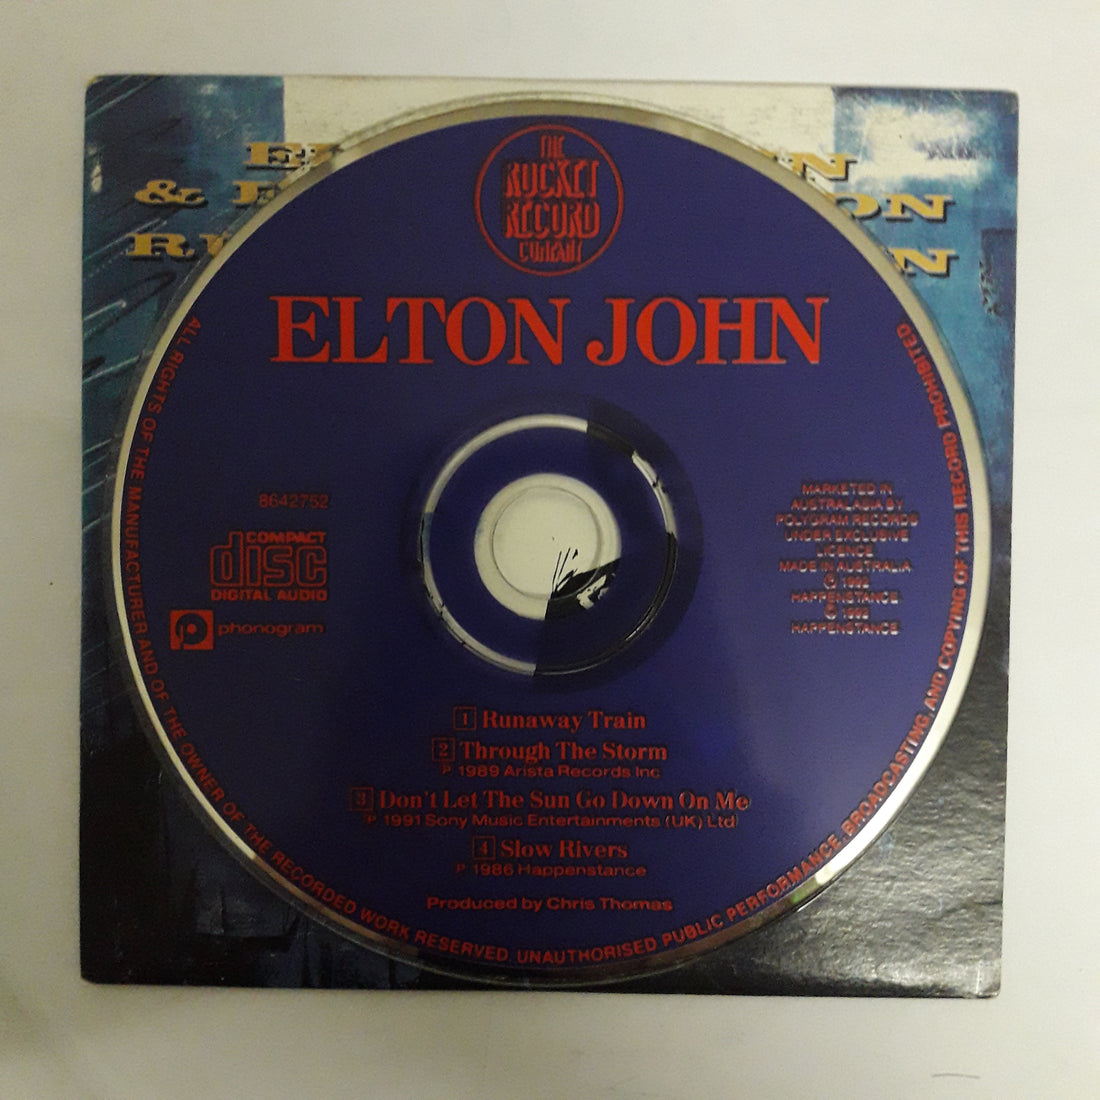 & 
THE
ROCKET
RECORD
COMPANY
ELTON JOHN
ALL RIGHTS OF THE MANUFACTURER AND OF THE OWNER OF THE RECORDED WORK RESERVED. UNAUTHORISED PUBLIC PERFORMANCE, BROADCASTING, AND COPYING OF THIS RECORD PROHIBITED
8642752
COMPACT
disc
DIGITAL AUDIO
p phonogram
MARKETED IN
AUSTRALASIA BY
POLYGRAM RECORDS
UNDER EXCLUSIVE
LICENCE
MADE IN AUSTRALIA
1992
HAPPENSTANCE
1992
HAPPENSTANCE
1 Runaway Train
2 Through The Storm
℗ 1989 Arista Records Inc
3 Don't Let The Sun Go Down On Me
℗ 1991 Sony Music Entertainments (UK) Ltd
4 Slow Rivers
℗ 1986 Happenstance
Produced by Chris Thomas